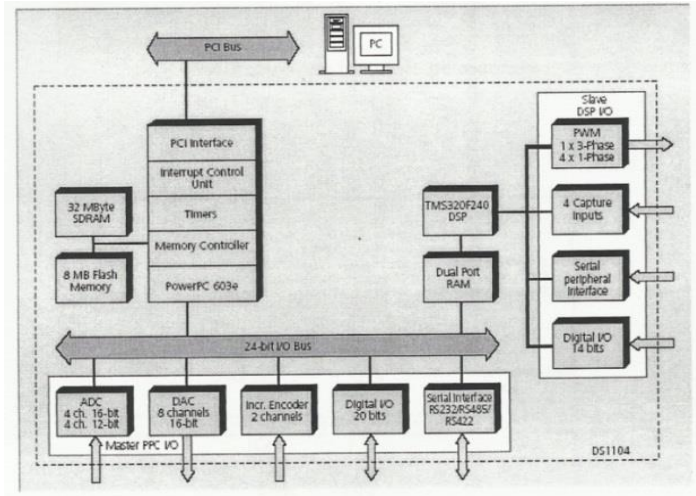 PCI Bus
PC
PCI Interface
Interrupt Control
Unit
Timers
Memory Controller
PowerPC 603e
32 MByte
SDRAM
8 MB Flash
Memory
TMS320F240
DSP
Dual Port
RAM
Slave
DSP I/O
PWM
1 x 3-Phase
4 x 1-Phase
4 Capture
Inputs
Serial
peripheral
Interface
Digital I/O
14 bits
24-bit I/O Bus
ADC
4 ch. 16-bit
4 ch. 12-bit
DAC
8 channels
16-bit
Incr. Encoder
2 channels
Digital I/O
20 bits
Serial Interface
RS232/RS485/
RS422
Master PPC I/O
DS1104